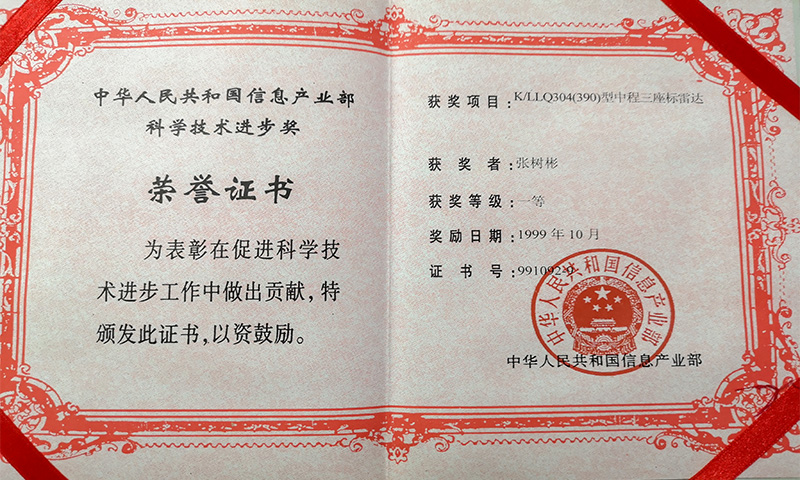 中华人民共和国信息产业部
科学技术进步奖
荣誉证书
为表彰在促进科学技
术进步工作中做出贡献，特
颁发此证书，以资鼓励。
获奖项目：K/LLQ304(390)型中程三座标雷达
获奖者：张树彬
获奖等级：一等
奖励日期：1999年10月
证书号：991092-9
中华人民共和国信息产业部
中华人民共和国信息产业部